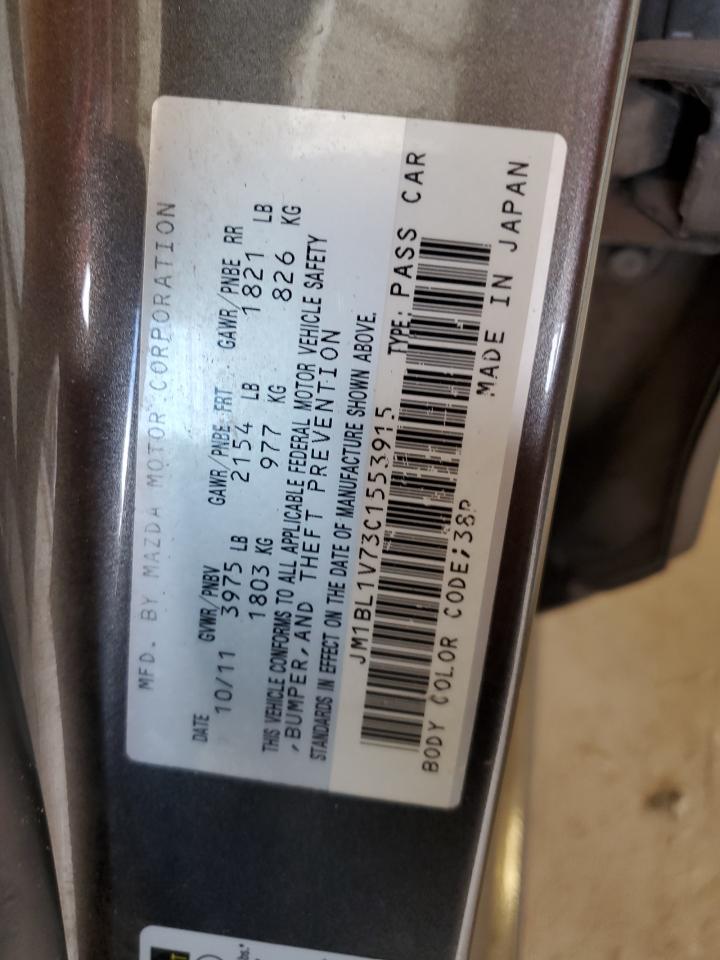 MFD. BY MAZDA MOTOR CORPORATION
DATE GVWR/PNBV GAWR/PNBE FRT GAWR/PNBE RR
10/11 3975 LB 2154 LB 1821 LB
1803 KG 977 KG 826 KG
THIS VEHICLE CONFORMS TO ALL APPLICABLE FEDERAL MOTOR VEHICLE SAFETY
,BUMPER,AND THEFT PREVENTION
STANDARDS IN EFFECT ON THE DATE OF MANUFACTURE SHOWN ABOVE.
JM1BL1V73C1553915 TYPE: PASS CAR
BODY COLOR CODE;38P
MADE IN JAPAN